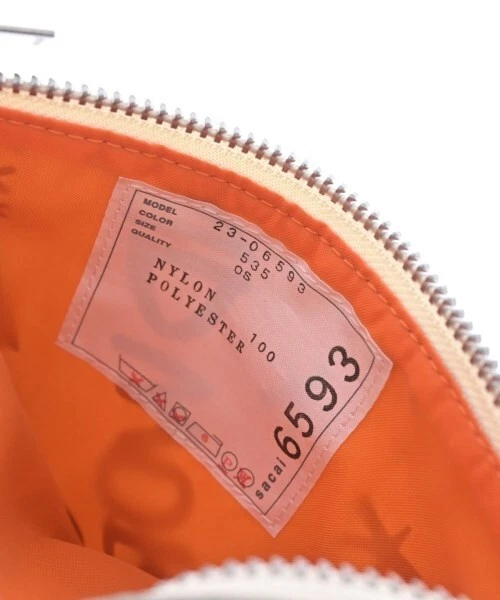 MODEL 23-06593
COLOR 535
SIZE OS
QUALITY
NYLON
POLYESTER 100
sacai 6593